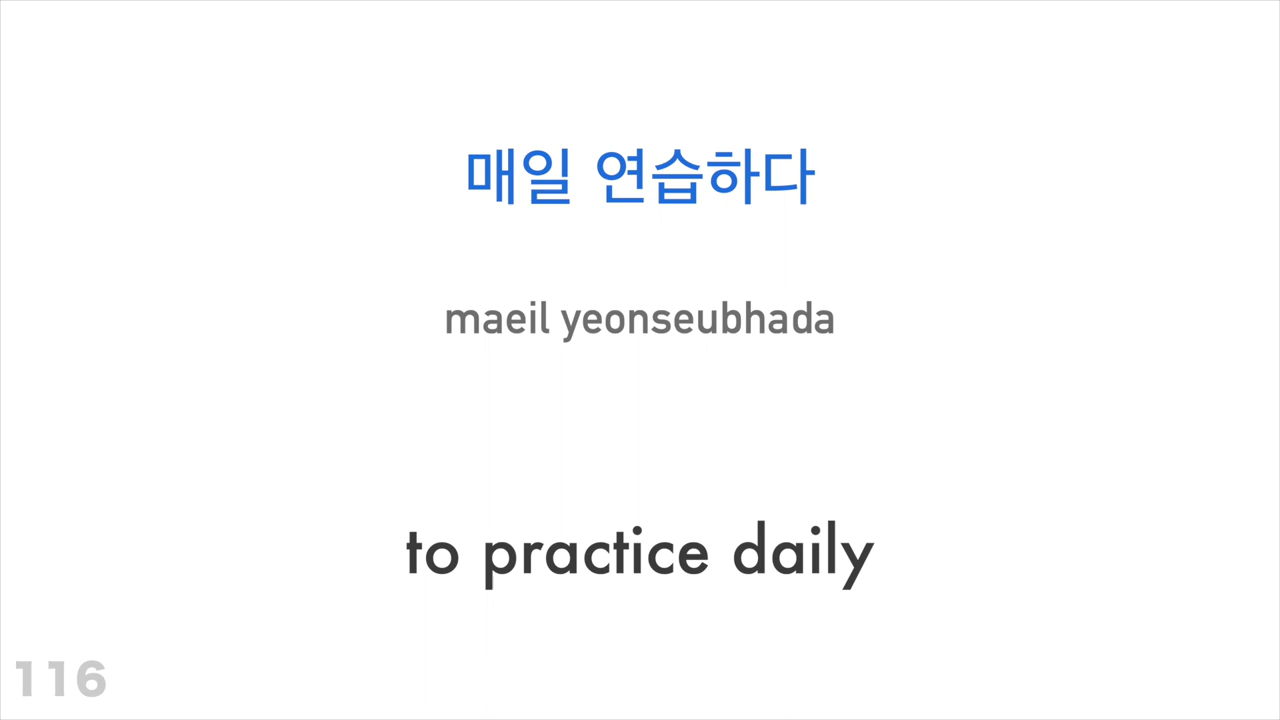 매일 연습하다
maeil yeonseubhada
to practice daily
116